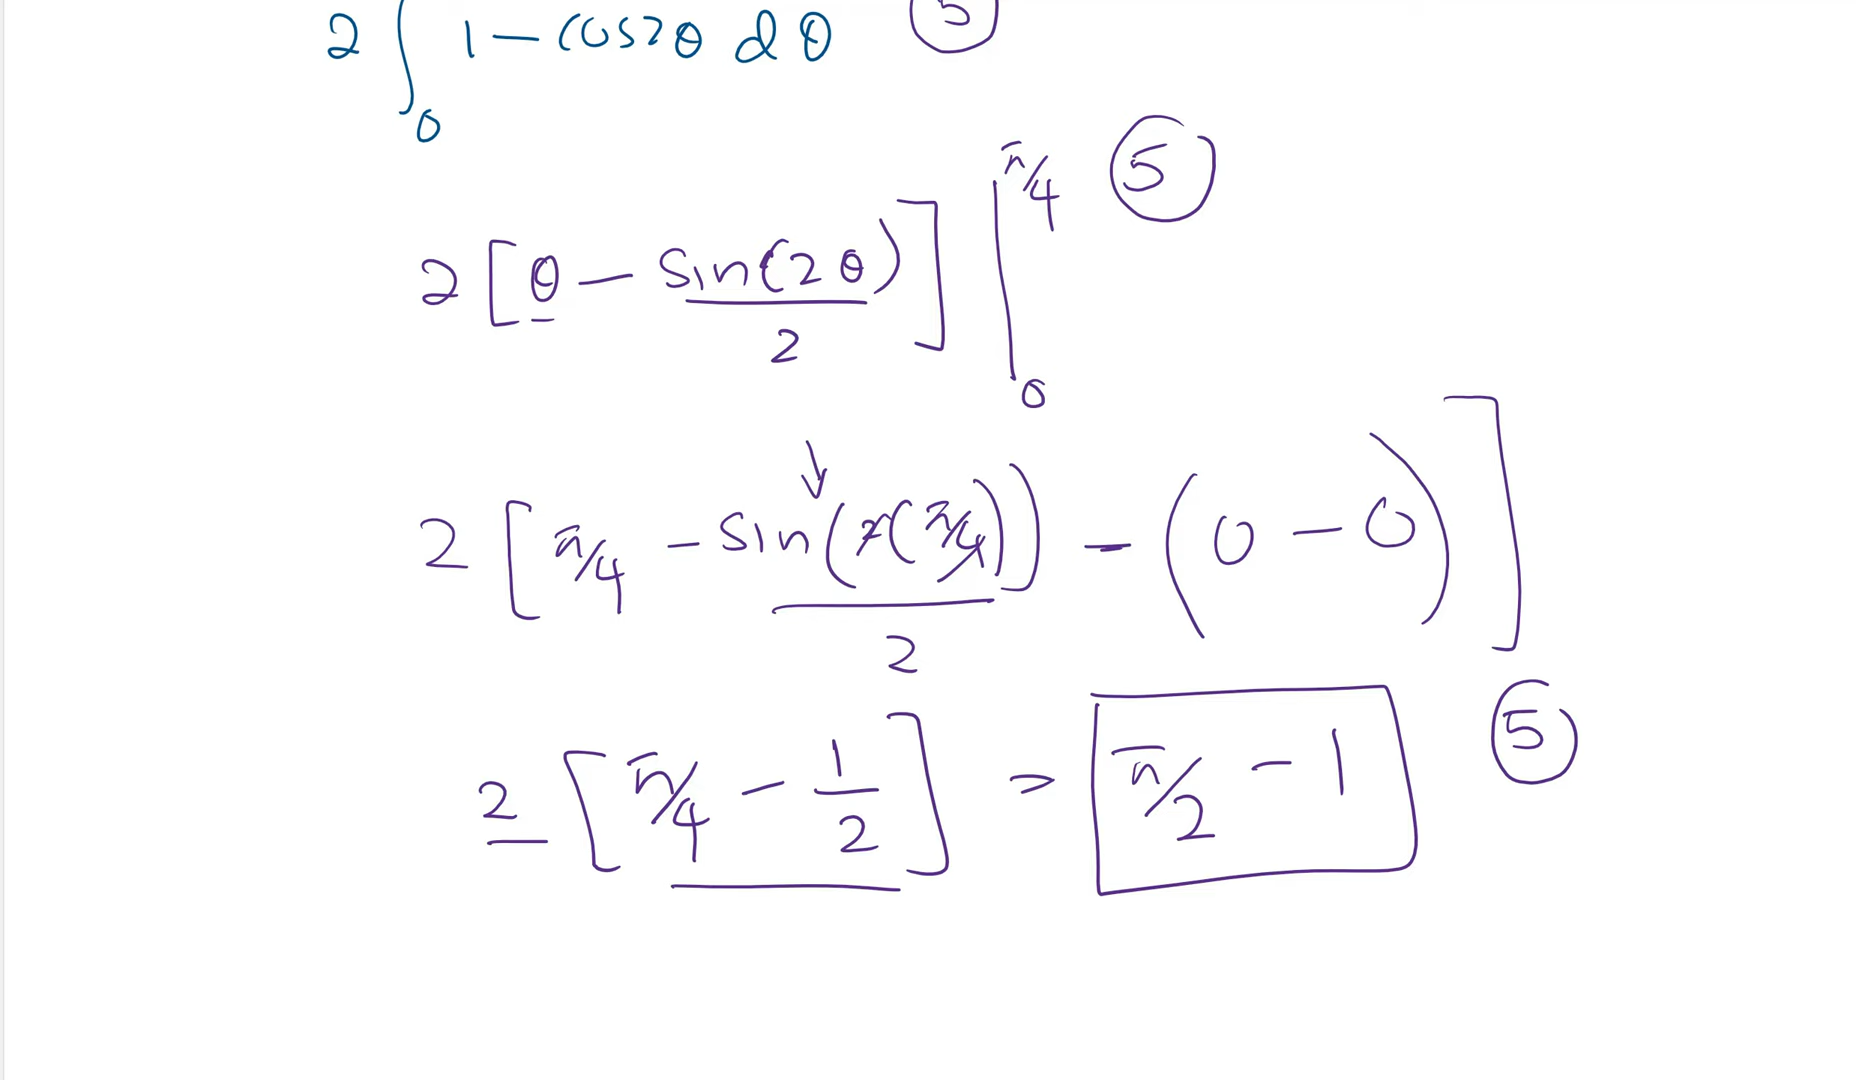 2 ∫₀ 1 − cos2θ dθ
2 [θ − sin(2θ)/2] |₀^π/4 ⑤
2 [π/4 − sin(2(π/4))/2 − (0 − 0)]
2 [π/4 − 1/2] = π/2 − 1 ⑤